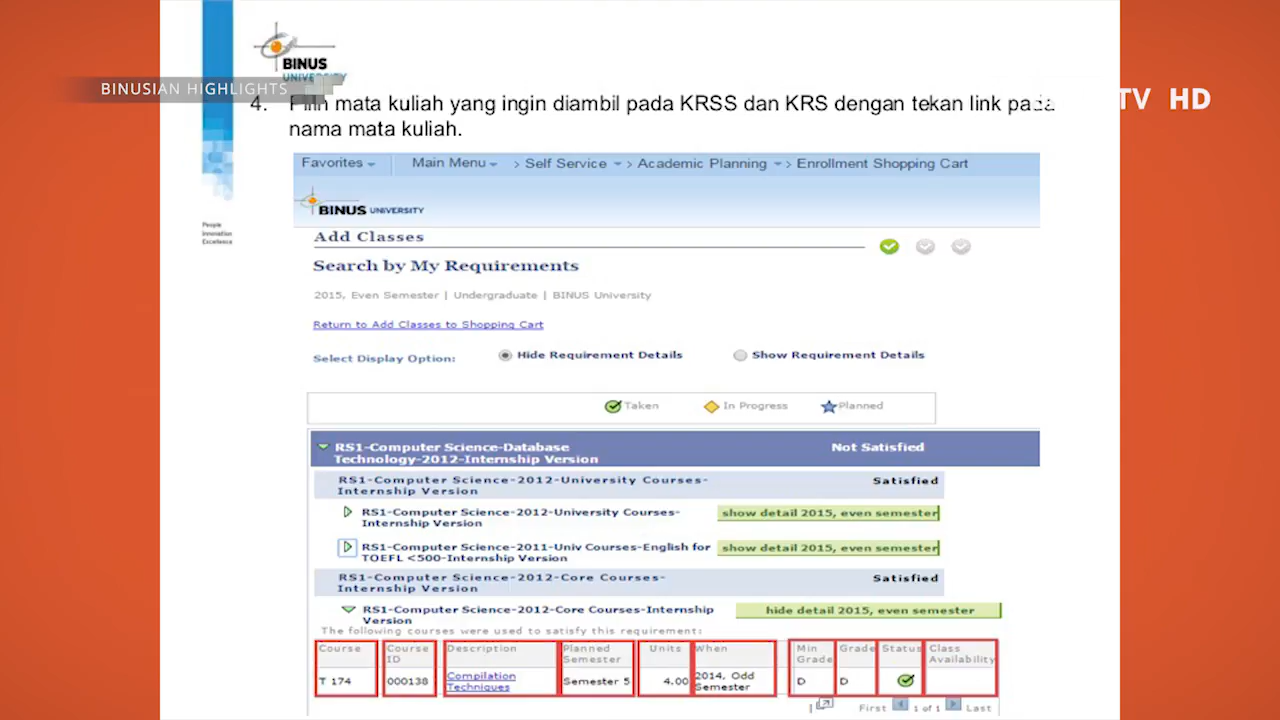 BINUS
UNIVERSITY
BINUSIAN HIGHLIGHTS
TV HD
4. Pilih mata kuliah yang ingin diambil pada KRSS dan KRS dengan tekan link pada
nama mata kuliah.
Favorites Main Menu > Self Service > Academic Planning > Enrollment Shopping Cart
BINUS UNIVERSITY
People
Innovation
Excellence
Add Classes
Search by My Requirements
2015, Even Semester | Undergraduate | BINUS University
Return to Add Classes to Shopping Cart
Select Display Option: Hide Requirement Details Show Requirement Details
Taken In Progress Planned
RS1-Computer Science-Database Not Satisfied
Technology-2012-Internship Version
RS1-Computer Science-2012-University Courses- Satisfied
Internship Version
RS1-Computer Science-2012-University Courses- show detail 2015, even semester
Internship Version
RS1-Computer Science-2011-Univ Courses-English for show detail 2015, even semester
TOEFL <500-Internship Version
RS1-Computer Science-2012-Core Courses- Satisfied
Internship Version
RS1-Computer Science-2012-Core Courses-Internship hide detail 2015, even semester
Version
The following courses were used to satisfy this requirement:
Course Course Description Planned Units When Min Grade Status Class
ID Semester Grade Availability
T 174 000138 Compilation Semester 5 4.00 2014, Odd D D
Techniques Semester
First 1 of 1 Last